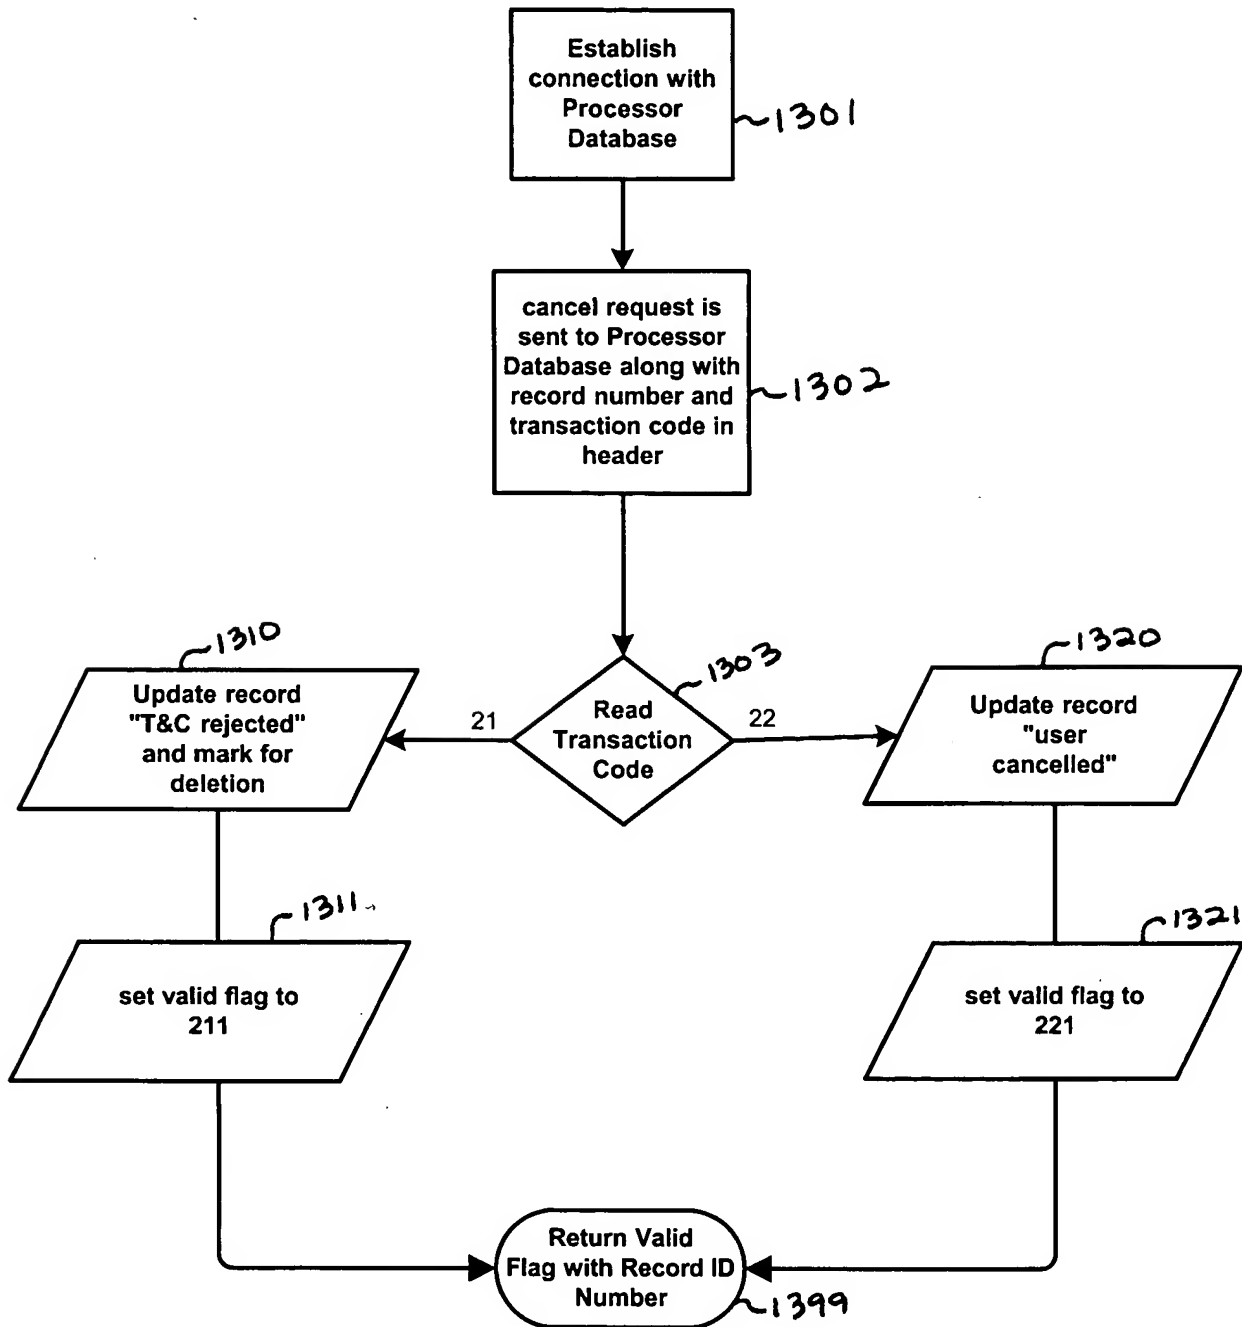 Establish
connection with
Processor
Database
1301
cancel request is
sent to Processor
Database along with
record number and
transaction code in
header
1302
1310
1303
1320
Update record
"T&C rejected"
and mark for
deletion
21
Read
Transaction
Code
22
Update record
"user
cancelled"
1311
1321
set valid flag to
211
set valid flag to
221
Return Valid
Flag with Record ID
Number
1399